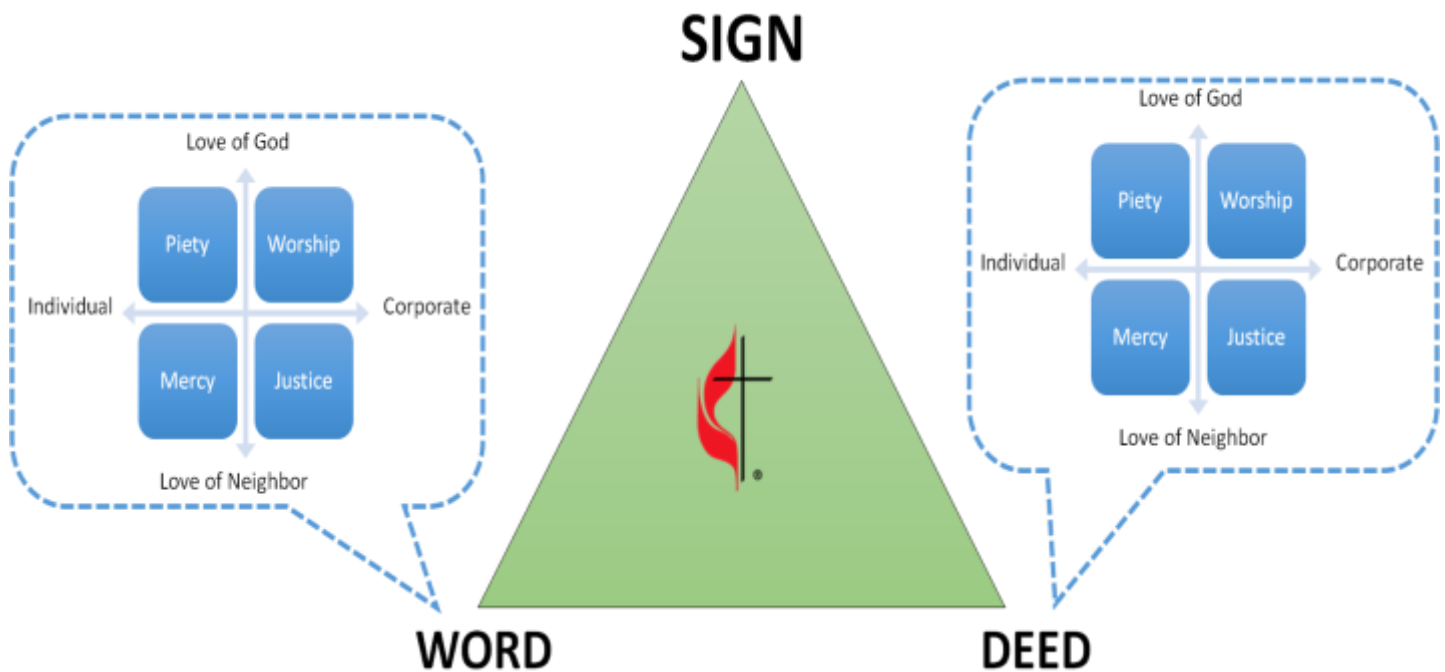 SIGN
Love of God
Piety Worship
Individual Corporate
Mercy Justice
Love of Neighbor
Love of God
Piety Worship
Individual Corporate
Mercy Justice
Love of Neighbor
®
WORD
DEED